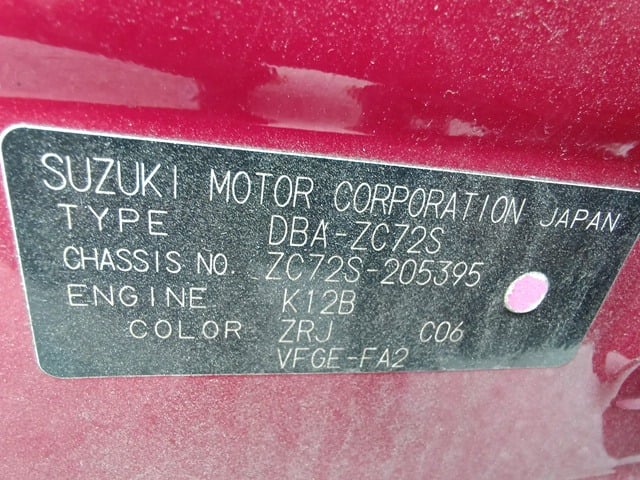 SUZUKI MOTOR CORPORATION JAPAN
TYPE DBA-ZC72S
CHASSIS NO. ZC72S-205395
ENGINE K12B
COLOR ZRJ C06
VFGE-FA2